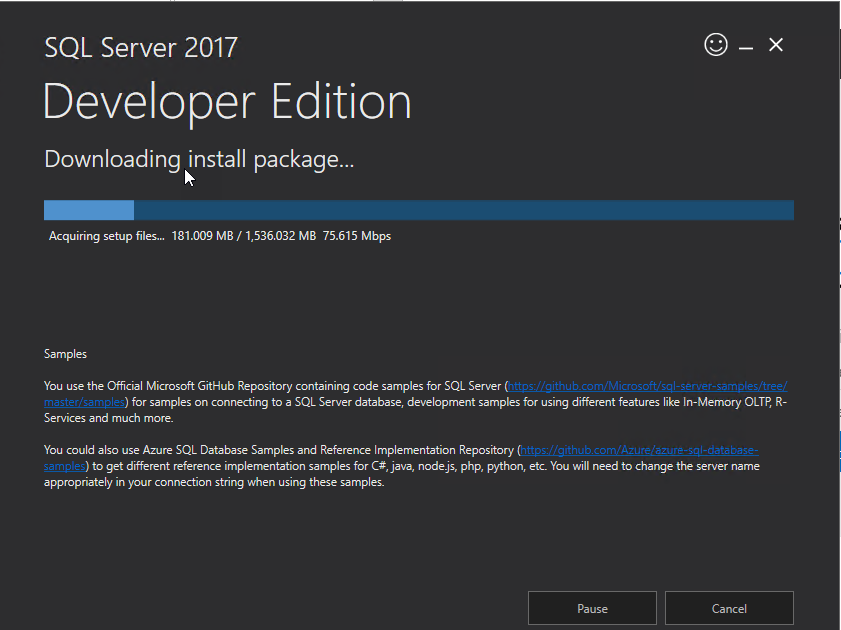 SQL Server 2017
Developer Edition
Downloading install package...
Acquiring setup files... 181.009 MB / 1,536.032 MB 75.615 Mbps
Samples
You use the Official Microsoft GitHub Repository containing code samples for SQL Server (https://github.com/Microsoft/sql-server-samples/tree/
master/samples) for samples on connecting to a SQL Server database, development samples for using different features like In-Memory OLTP, R-
Services and much more.
You could also use Azure SQL Database Samples and Reference Implementation Repository (https://github.com/Azure/azure-sql-database-
samples) to get different reference implementation samples for C#, java, node.js, php, python, etc. You will need to change the server name
appropriately in your connection string when using these samples.
Pause
Cancel